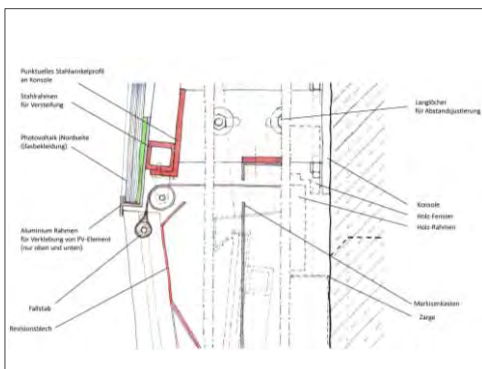 Punktuelles Stahlwinkelprofil
an Konsole
Stahlrahmen
für Versteifung
Photovoltaik (Nordseite
Glasbekleidung)
Aluminium Rahmen
für Verklebung von PV-Element
(nur oben und unten)
Fallstab
Revisionsblech
Langlöcher
für Abstandsjustierung
Konsole
Holz-Fenster
Holz-Rahmen
Markisenkasten
Zarge